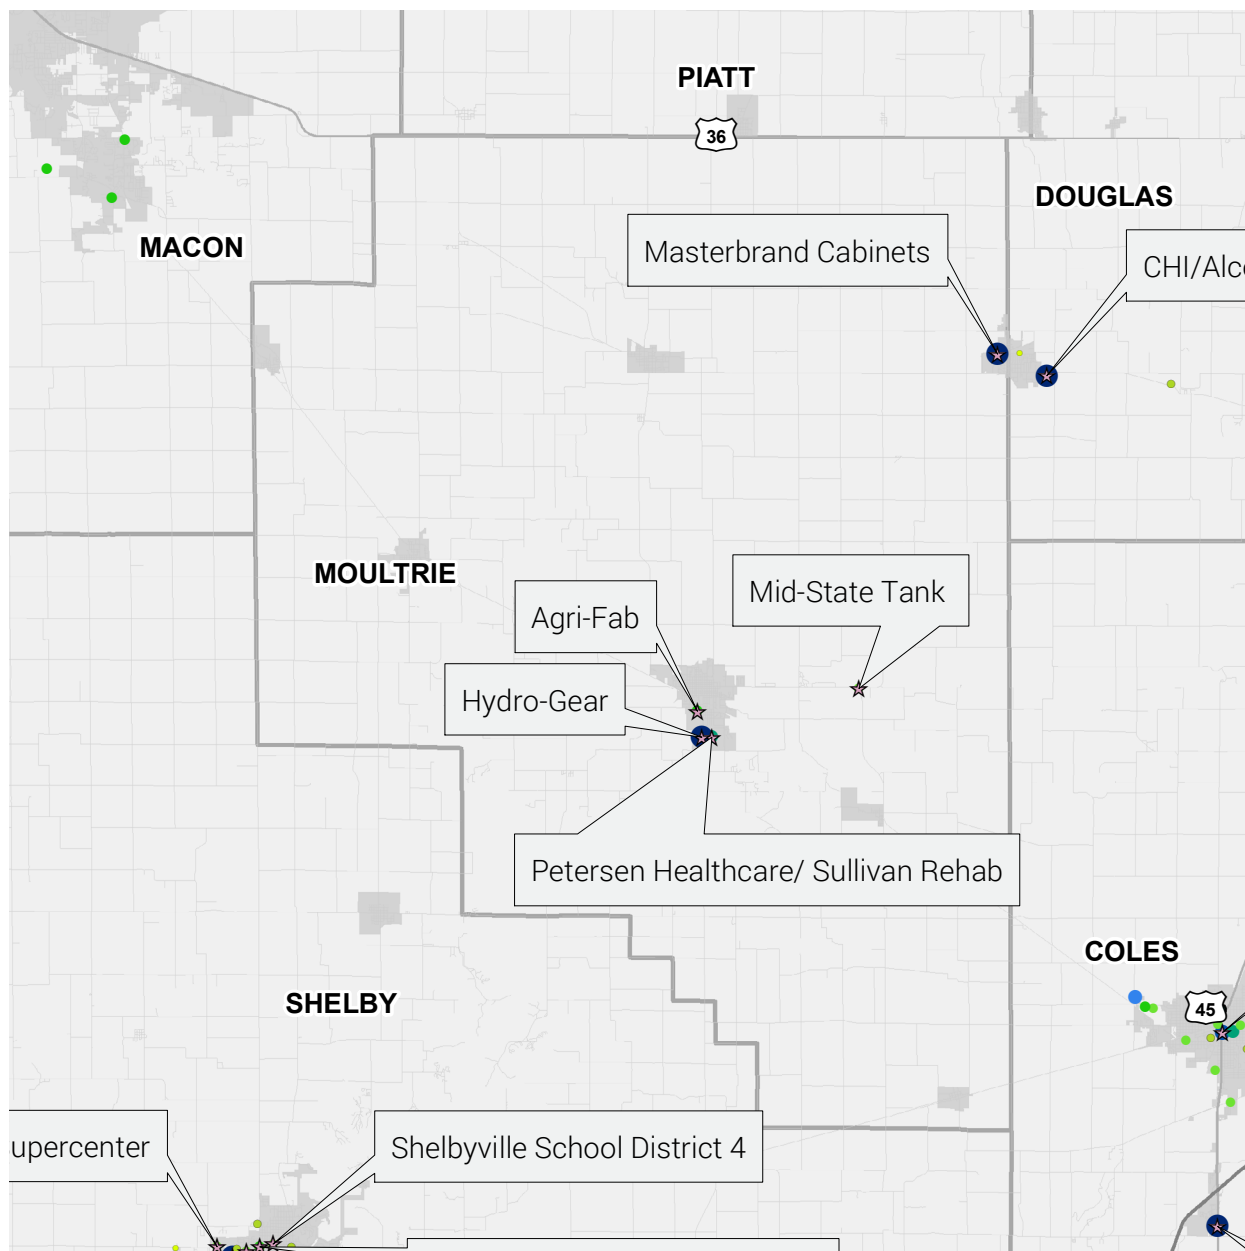 PIATT
36
DOUGLAS
MACON
Masterbrand Cabinets
CHI/Alc
MOULTRIE
Mid-State Tank
Agri-Fab
Hydro-Gear
Petersen Healthcare/ Sullivan Rehab
COLES
SHELBY
45
upercenter
Shelbyville School District 4